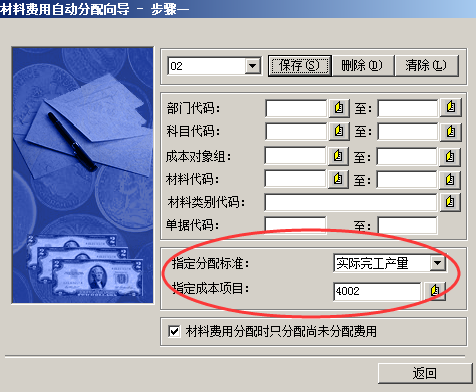 材料费用自动分配向导 - 步骤一
02 保存(S) 删除(D) 清除(L)
部门代码: 至:
科目代码: 至:
成本对象组: 至:
材料代码: 至:
材料类别代码:
单据代码: 至:
指定分配标准: 实际完工产量
指定成本项目: 4002
材料费用分配时只分配尚未分配费用
返回